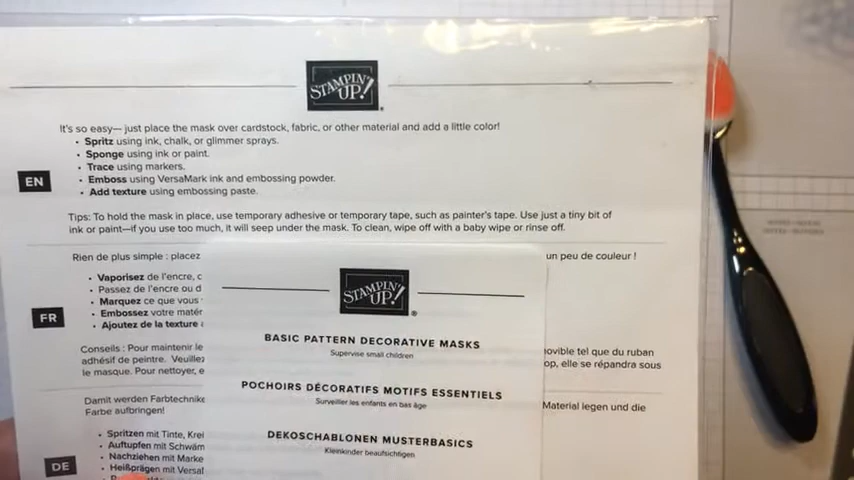 STAMPIN' UP!
It's so easy— just place the mask over cardstock, fabric, or other material and add a little color!
• Spritz using ink, chalk, or glimmer sprays.
• Sponge using ink or paint.
• Trace using markers.
EN
• Emboss using VersaMark ink and embossing powder.
• Add texture using embossing paste.
Tips: To hold the mask in place, use temporary adhesive or temporary tape, such as painter's tape. Use just a tiny bit of
ink or paint—if you use too much, it will seep under the mask. To clean, wipe off with a baby wipe or rinse off.
Rien de plus simple : placez
un peu de couleur !
• Vaporisez de l'encre, c
• Passez de l'encre ou d
• Marquez ce que vous
FR
• Embossez votre matér
• Ajoutez de la texture
Conseils : Pour maintenir le
adhésif de peintre. Veuillez
le masque. Pour nettoyer, e
ovible tel que du ruban
op, elle se répandra sous
Damit werden Farbtechnike
Farbe aufbringen!
Material legen und die
• Spritzen mit Tinte, Krei
• Auftupfen mit Schwäm
• Nachziehen mit Marke
DE
• Heißprägen mit Versaf
STAMPIN' UP!
BASIC PATTERN DECORATIVE MASKS
Supervise small children
POCHOIRS DÉCORATIFS MOTIFS ESSENTIELS
Surveiller les enfants en bas âge
DEKOSCHABLONEN MUSTERBASICS
Kleinkinder beaufsichtigen